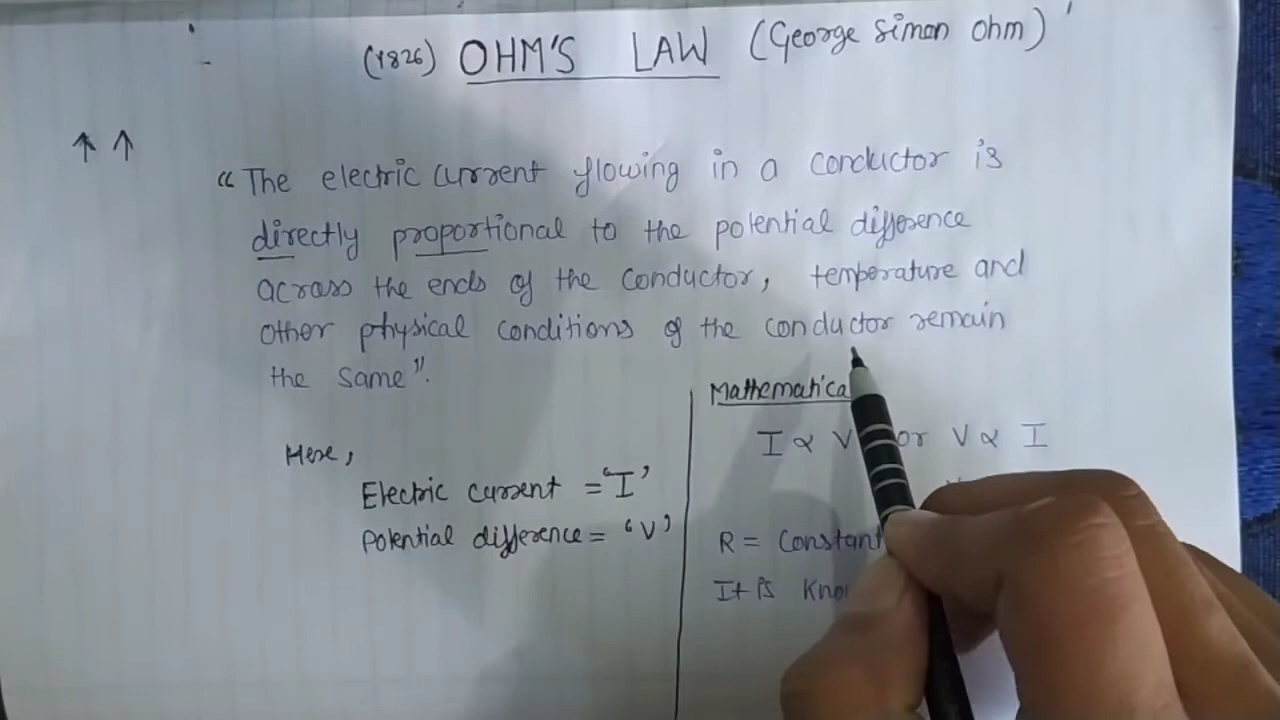 (1826) OHM'S LAW (George Simon Ohm)
"The electric current flowing in a conductor is
directly proportional to the potential difference
across the ends of the conductor, temperature and
other physical conditions of the conductor remain
the same".
Here,
Electric current = 'I'
Potential difference = 'V'
Mathematica
I ∝ V or V ∝ I
R = Constant
It is